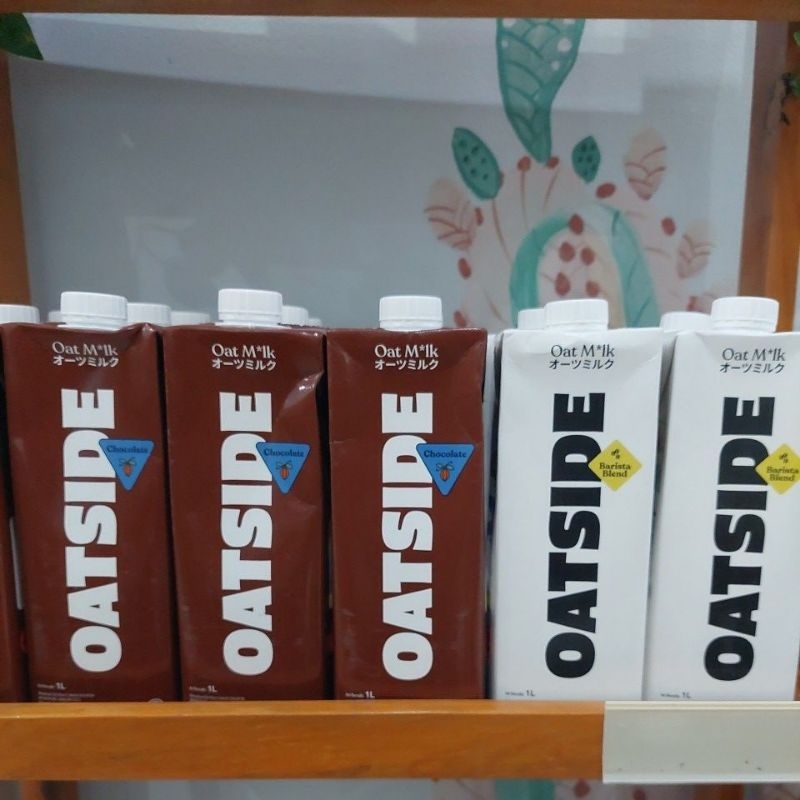 Oat M*lk
オーツミルク
OATSIDE
Chocolate
1L
Oat M*lk
オーツミルク
OATSIDE
Chocolate
1L
Oat M*lk
オーツミルク
OATSIDE
Chocolate
1L
Oat M*lk
オーツミルク
OATSIDE
Barista
Blend
1L
Oat M*lk
オーツミルク
OATSIDE
Barista
Blend
1L